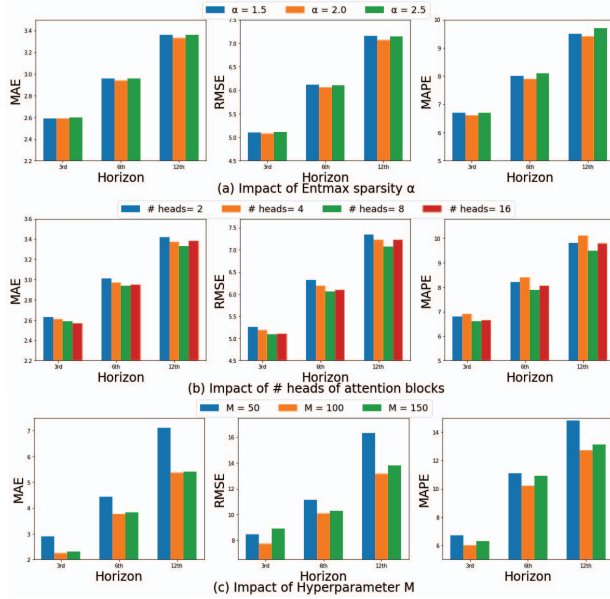 α = 1.5 α = 2.0 α = 2.5
3.4
3.2
3.0
2.8
2.6
2.4
2.2
MAE
3rd 6th 12th
Horizon
7.5
7.0
6.5
6.0
5.5
5.0
4.5
RMSE
3rd 6th 12th
Horizon
10
9
8
7
6
5
MAPE
3rd 6th 12th
Horizon
(a) Impact of Entmax sparsity α
# heads= 2 # heads= 4 # heads= 8 # heads= 16
3.6
3.4
3.2
3.0
2.8
2.6
2.4
2.2
MAE
3rd 6th 12th
Horizon
7.5
7.0
6.5
6.0
5.5
5.0
4.5
RMSE
3rd 6th 12th
Horizon
10
9
8
7
6
5
MAPE
3rd 6th 12th
Horizon
(b) Impact of # heads of attention blocks
M = 50 M = 100 M = 150
7
6
5
4
3
2
MAE
3rd 6th 12th
Horizon
16
14
12
10
8
RMSE
3rd 6th 12th
Horizon
14
12
10
8
6
MAPE
3rd 6th 12th
Horizon
(c) Impact of Hyperparameter M